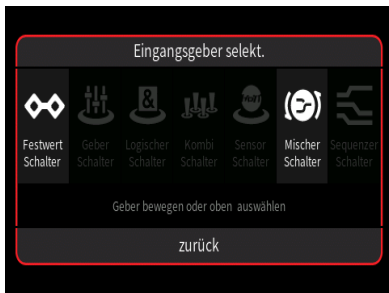 Eingangsgeber selekt.
&
Festwert Schalter
Geber Schalter
Logischer Schalter
Kombi Schalter
Sensor Schalter
Mischer Schalter
Sequenzer Schalter
Geber bewegen oder oben auswählen
zurück